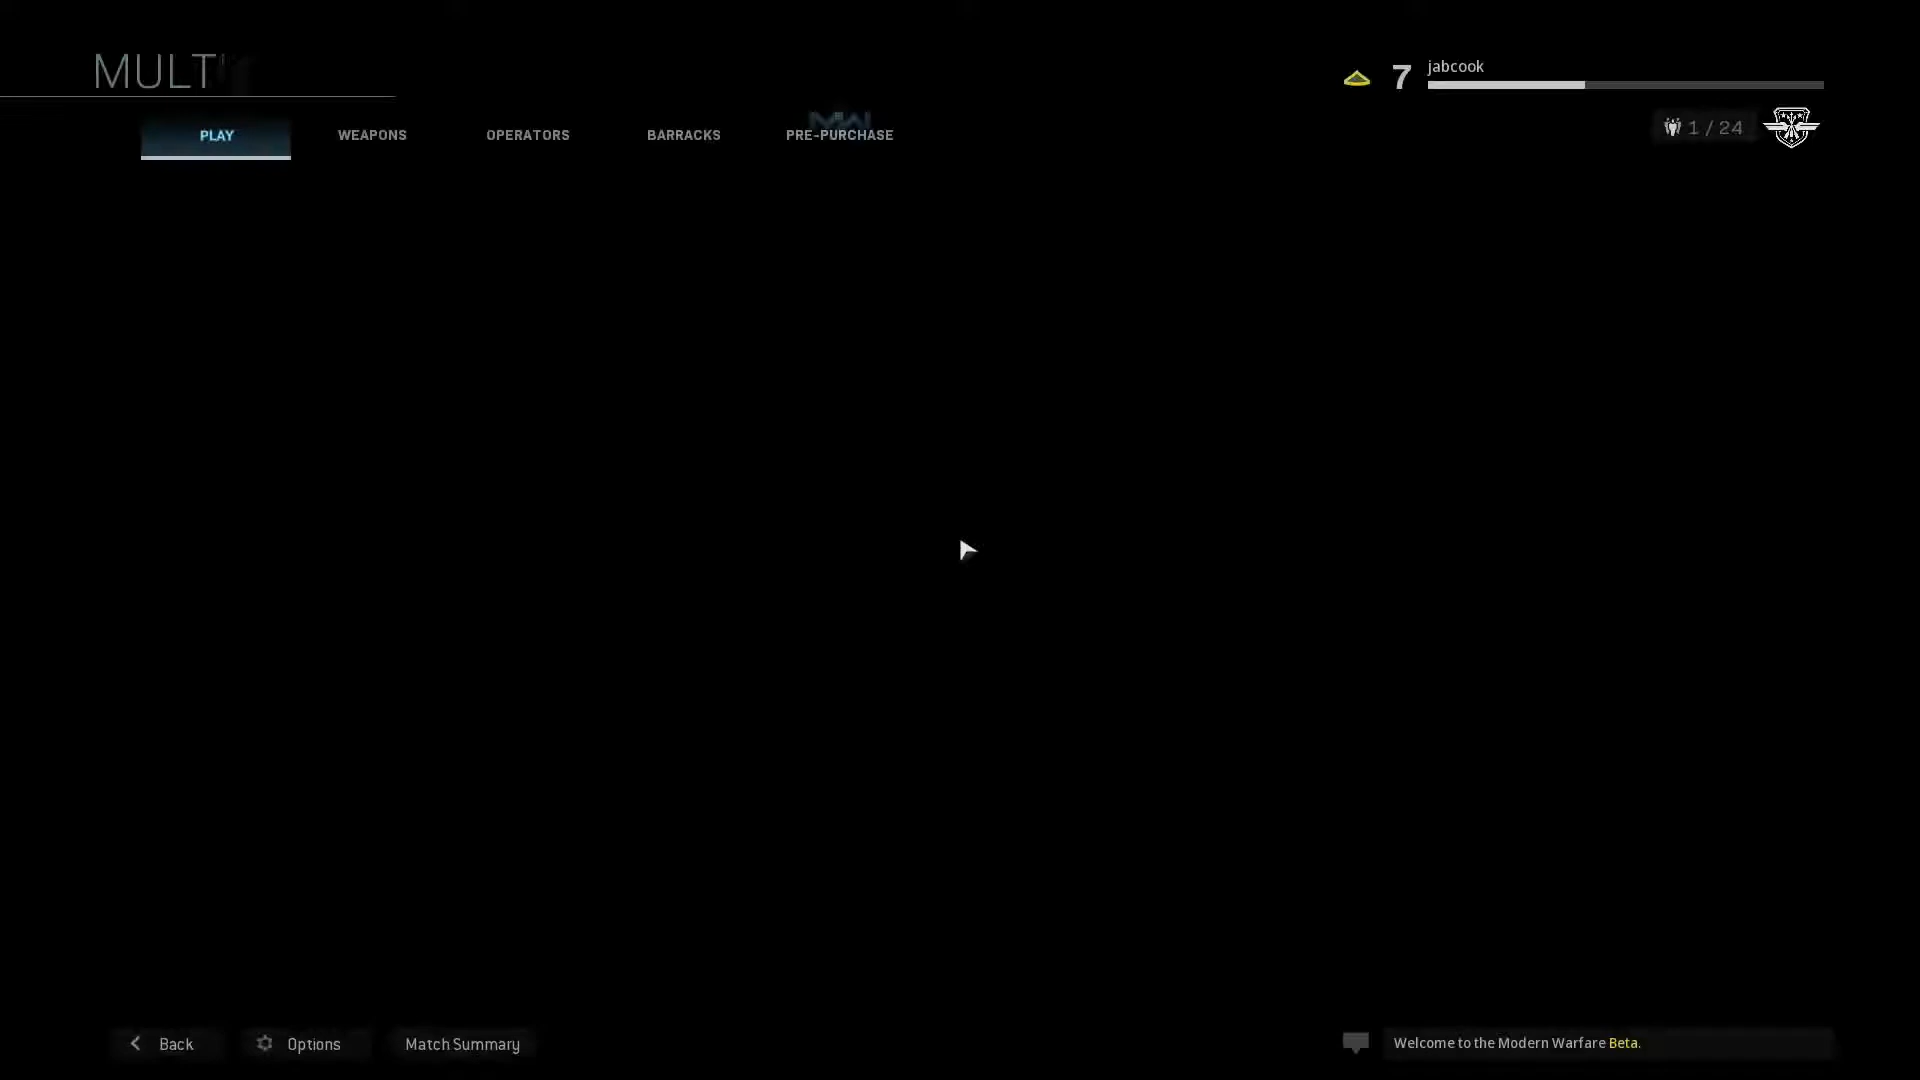 MULT
7 jabcook
PLAY WEAPONS OPERATORS BARRACKS PRE-PURCHASE
1 / 24
Back Options Match Summary
Welcome to the Modern Warfare Beta.